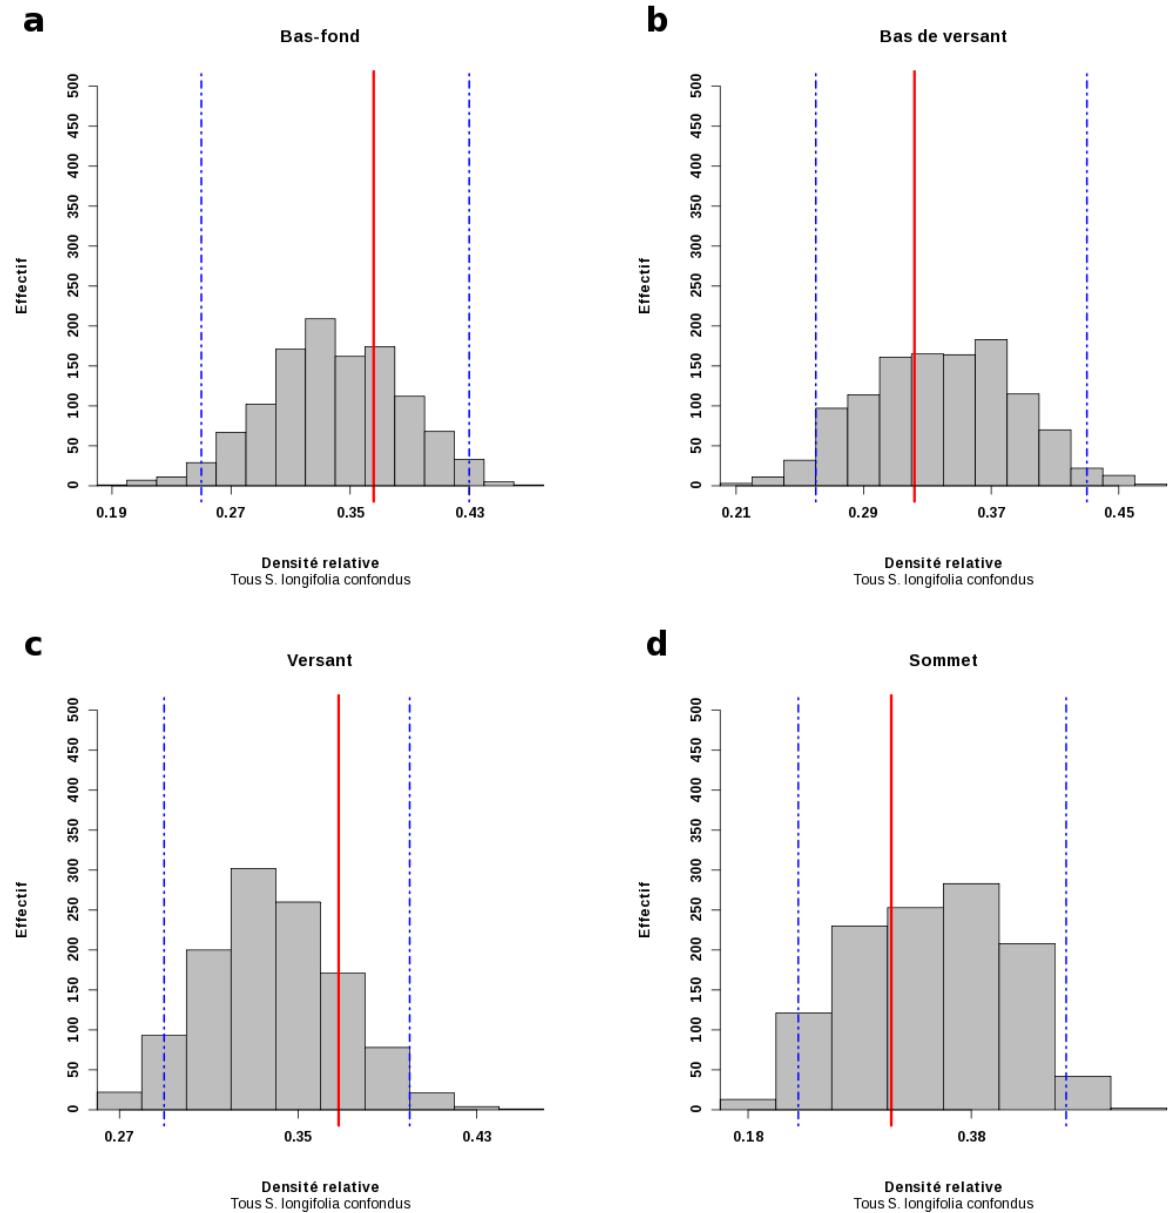 a
Bas-fond
Effectif
500
450
400
350
300
250
200
150
100
50
0
0.19 0.27 0.35 0.43
Densité relative
Tous S. longifolia confondus
b
Bas de versant
Effectif
500
450
400
350
300
250
200
150
100
50
0
0.21 0.29 0.37 0.45
Densité relative
Tous S. longifolia confondus
c
Versant
Effectif
500
450
400
350
300
250
200
150
100
50
0
0.27 0.35 0.43
Densité relative
Tous S. longifolia confondus
d
Sommet
Effectif
500
450
400
350
300
250
200
150
100
50
0
0.18 0.38
Densité relative
Tous S. longifolia confondus